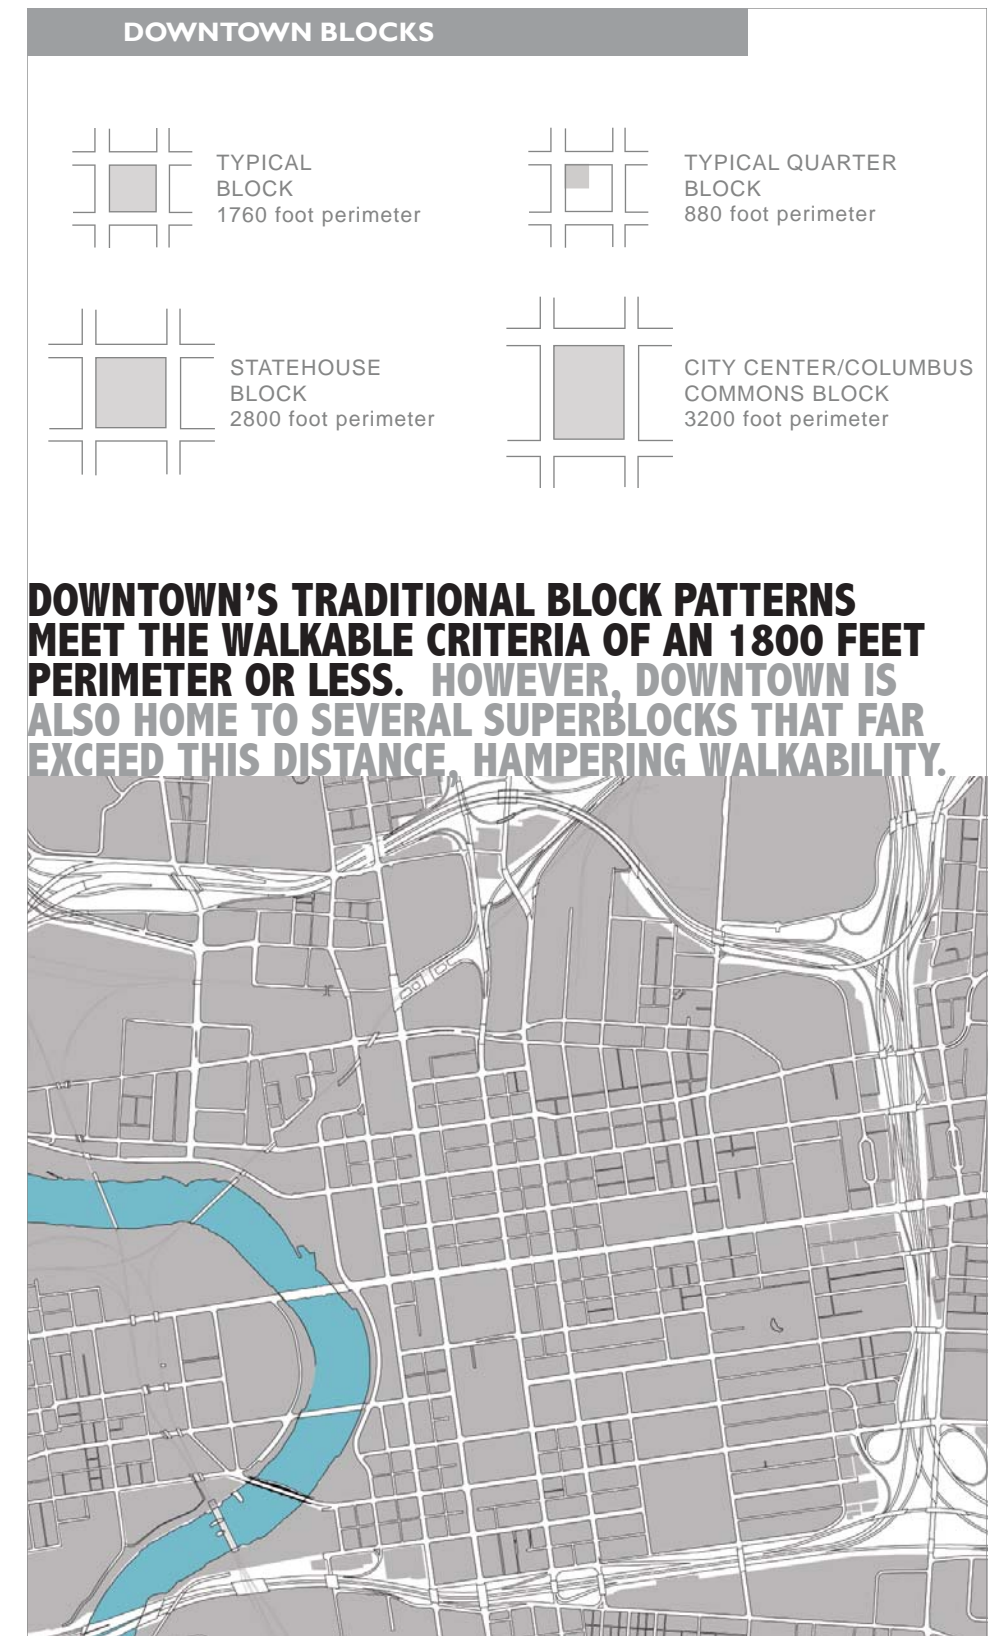 DOWNTOWN BLOCKS
TYPICAL
BLOCK
1760 foot perimeter
TYPICAL QUARTER
BLOCK
880 foot perimeter
STATEHOUSE
BLOCK
2800 foot perimeter
CITY CENTER/COLUMBUS
COMMONS BLOCK
3200 foot perimeter
DOWNTOWN’S TRADITIONAL BLOCK PATTERNS
MEET THE WALKABLE CRITERIA OF AN 1800 FEET
PERIMETER OR LESS. HOWEVER, DOWNTOWN IS
ALSO HOME TO SEVERAL SUPERBLOCKS THAT FAR
EXCEED THIS DISTANCE, HAMPERING WALKABILITY.